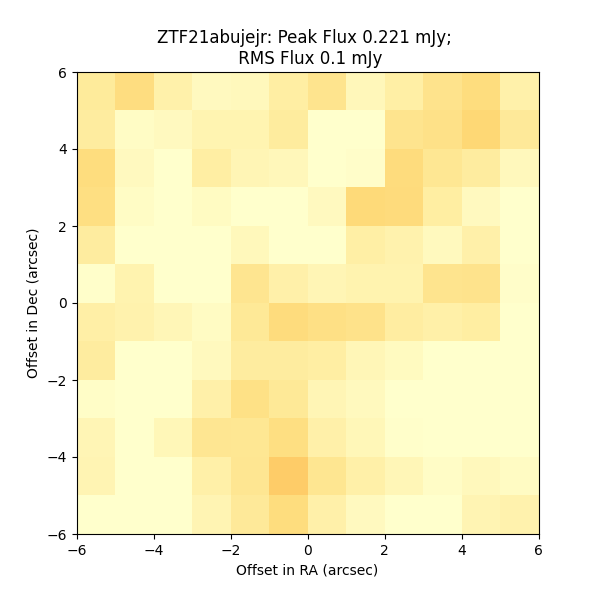 ZTF21abujejr: Peak Flux 0.221 mJy;
RMS Flux 0.1 mJy
6
4
2
0
−2
−4
−6
Offset in Dec (arcsec)
−6 −4 −2 0 2 4 6
Offset in RA (arcsec)